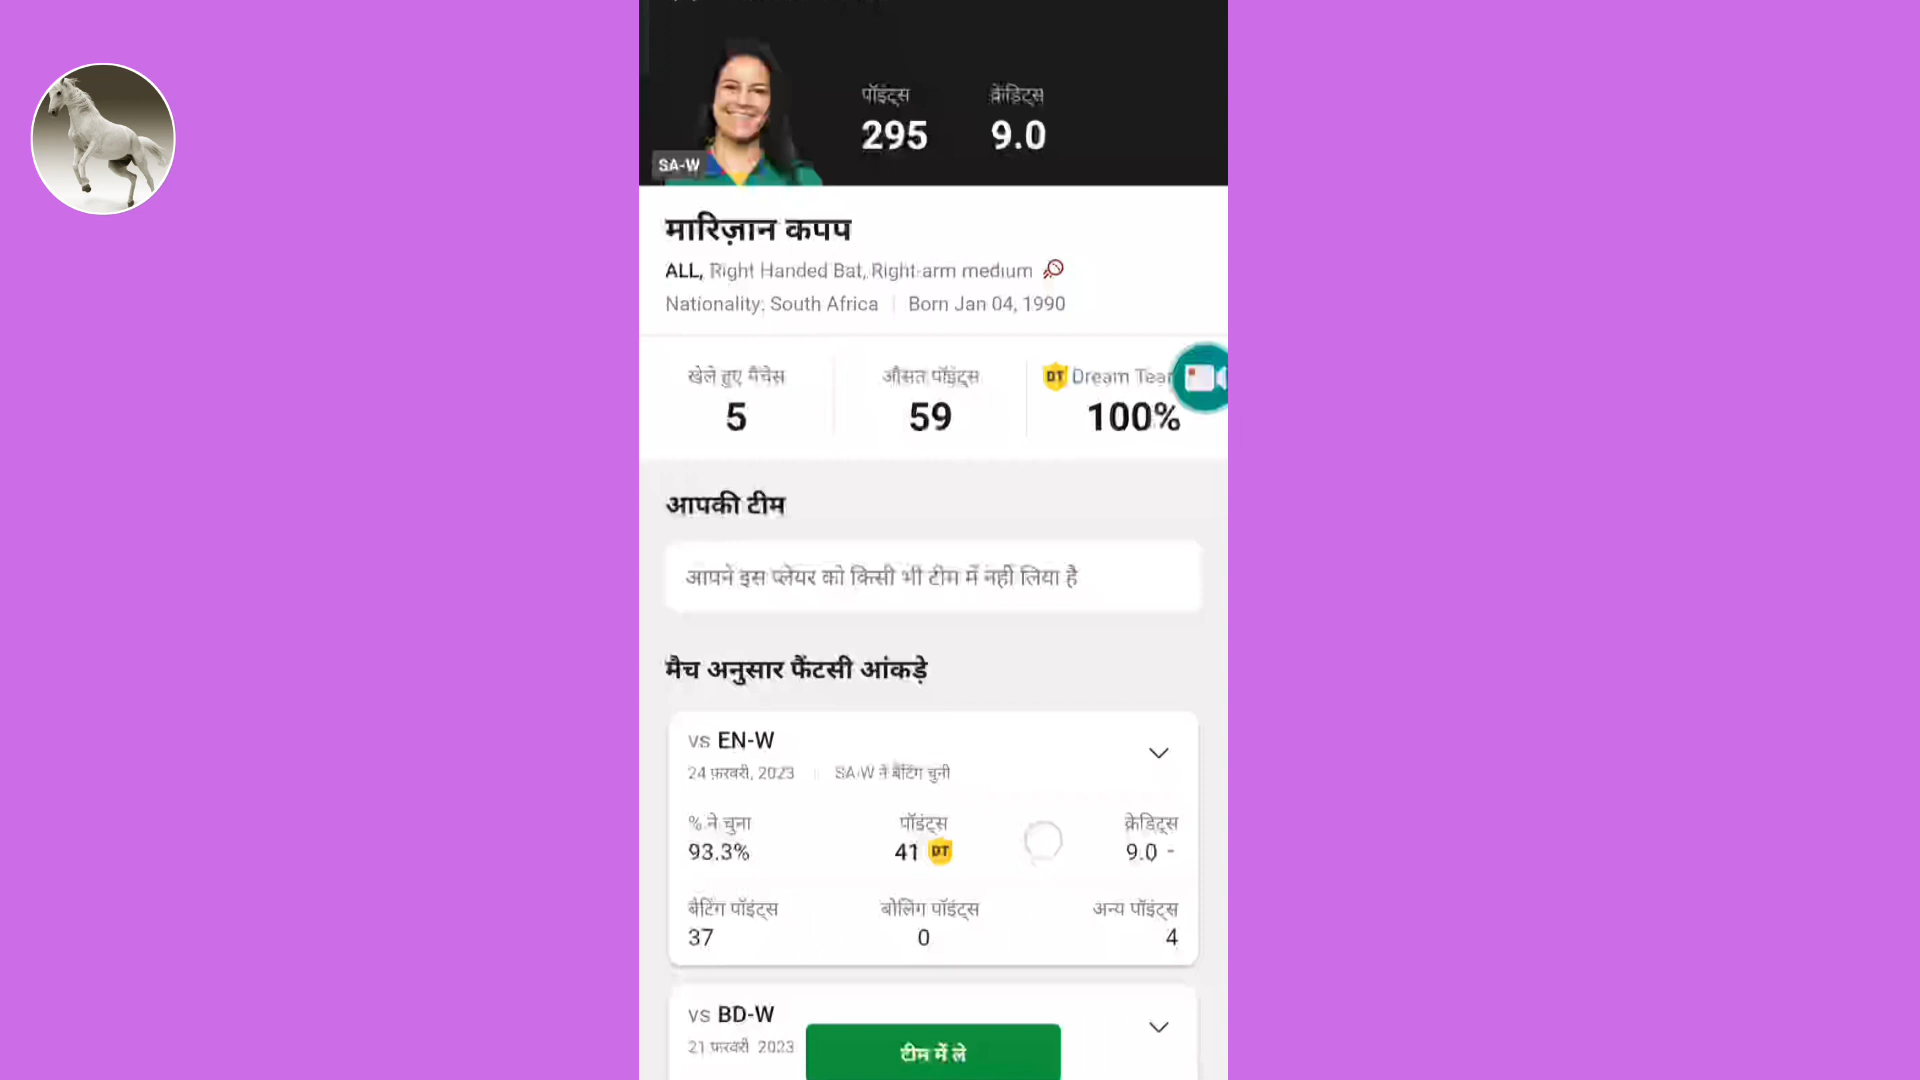 पॉइंट्स क्रेडिट्स
295 9.0
SA-W
मारिज़ान कपप
ALL, Right Handed Bat, Right-arm medium
Nationality: South Africa Born Jan 04, 1990
खेले हुए मैचेस औसत पॉइंट्स DT Dream Tear
5 59 100%
आपकी टीम
आपने इस प्लेयर को किसी भी टीम में नहीं लिया है
मैच अनुसार फैंटसी आंकड़े
vs EN-W
24 फ़रवरी, 2023 SA-W ने बैटिंग चुनी
% ने चुना पॉइंट्स क्रेडिट्स
93.3% 41 DT 9.0 -
बैटिंग पॉइंट्स बोलिंग पॉइंट्स अन्य पॉइंट्स
37 0 4
vs BD-W
21 फ़रवरी, 2023
टीम में ले